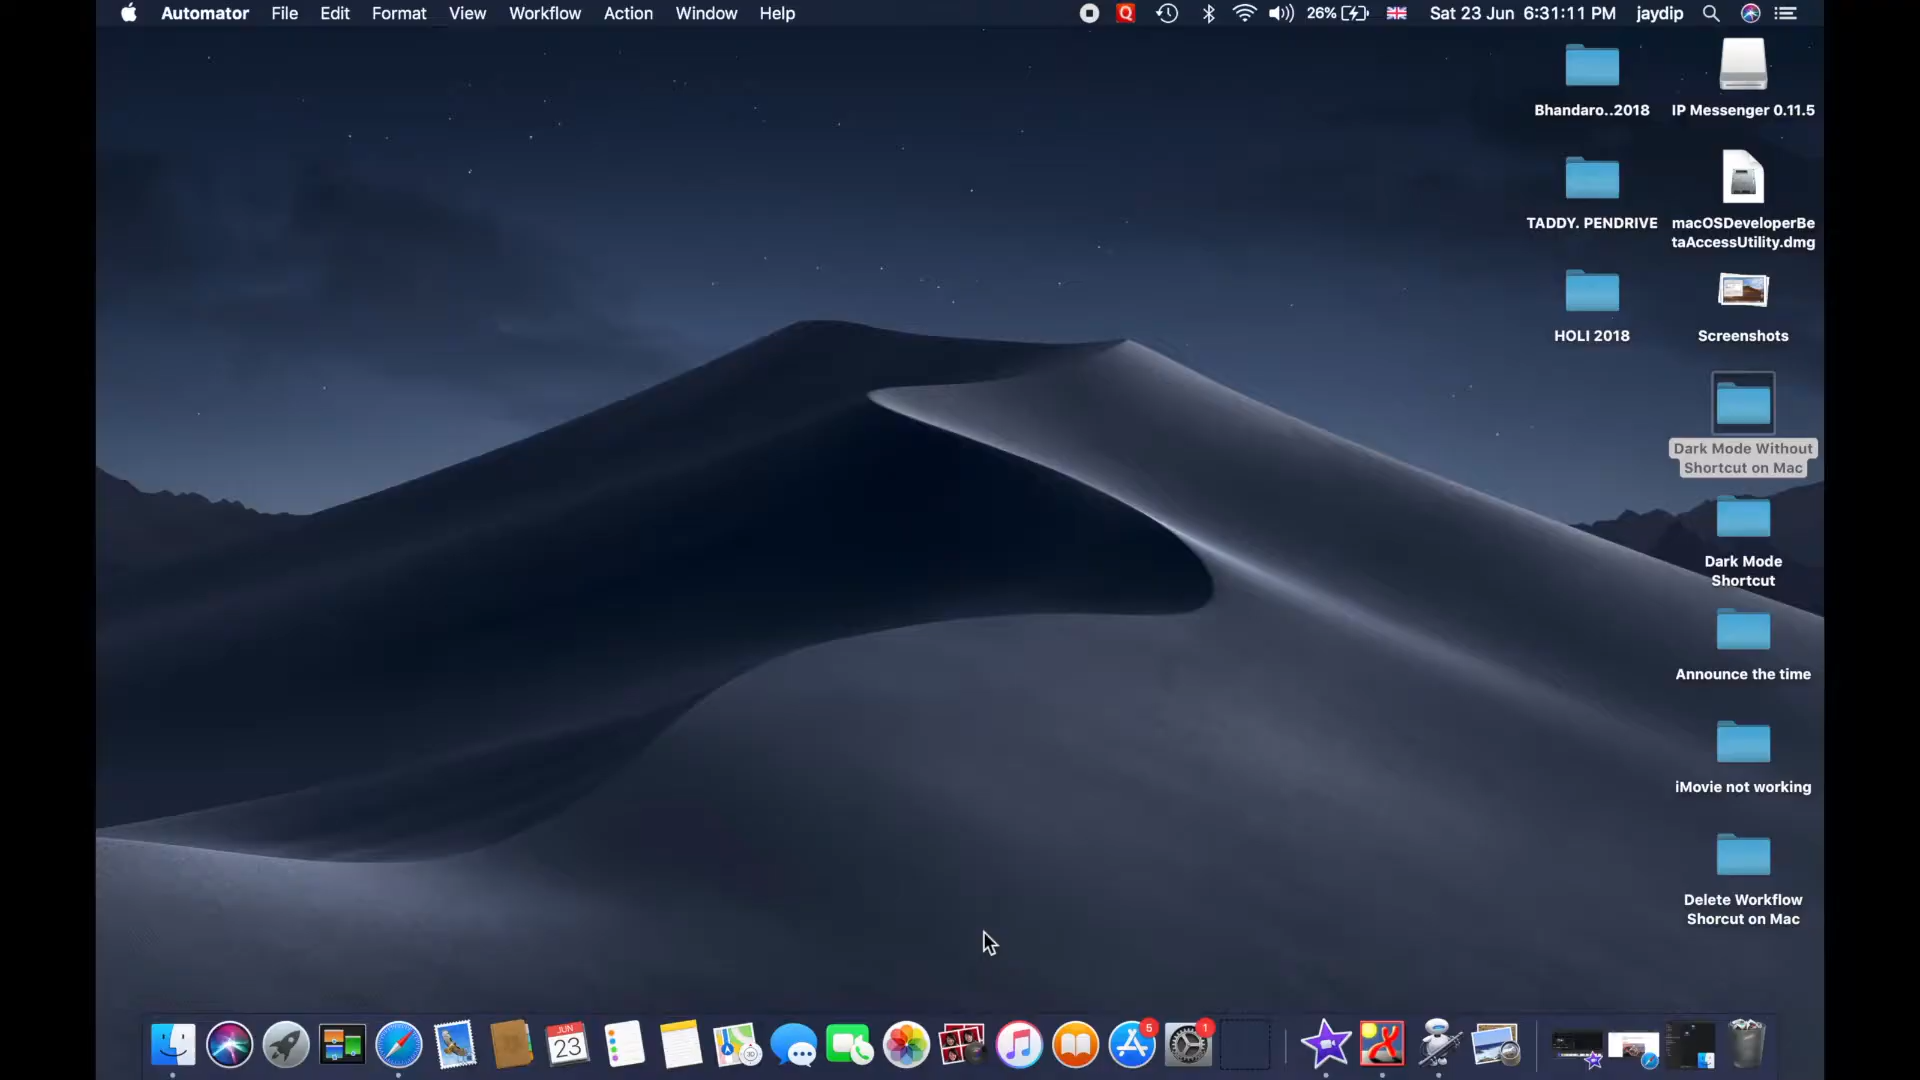 Automator File Edit Format View Workflow Action Window Help
Q 26% Sat 23 Jun 6:31:11 PM jaydip
Bhandaro..2018
IP Messenger 0.11.5
TADDY. PENDRIVE
macOSDeveloperBe
taAccessUtility.dmg
HOLI 2018
Screenshots
Dark Mode Without
Shortcut on Mac
Dark Mode
Shortcut
Announce the time
iMovie not working
Delete Workflow
Shorcut on Mac
JUN
23
5
1